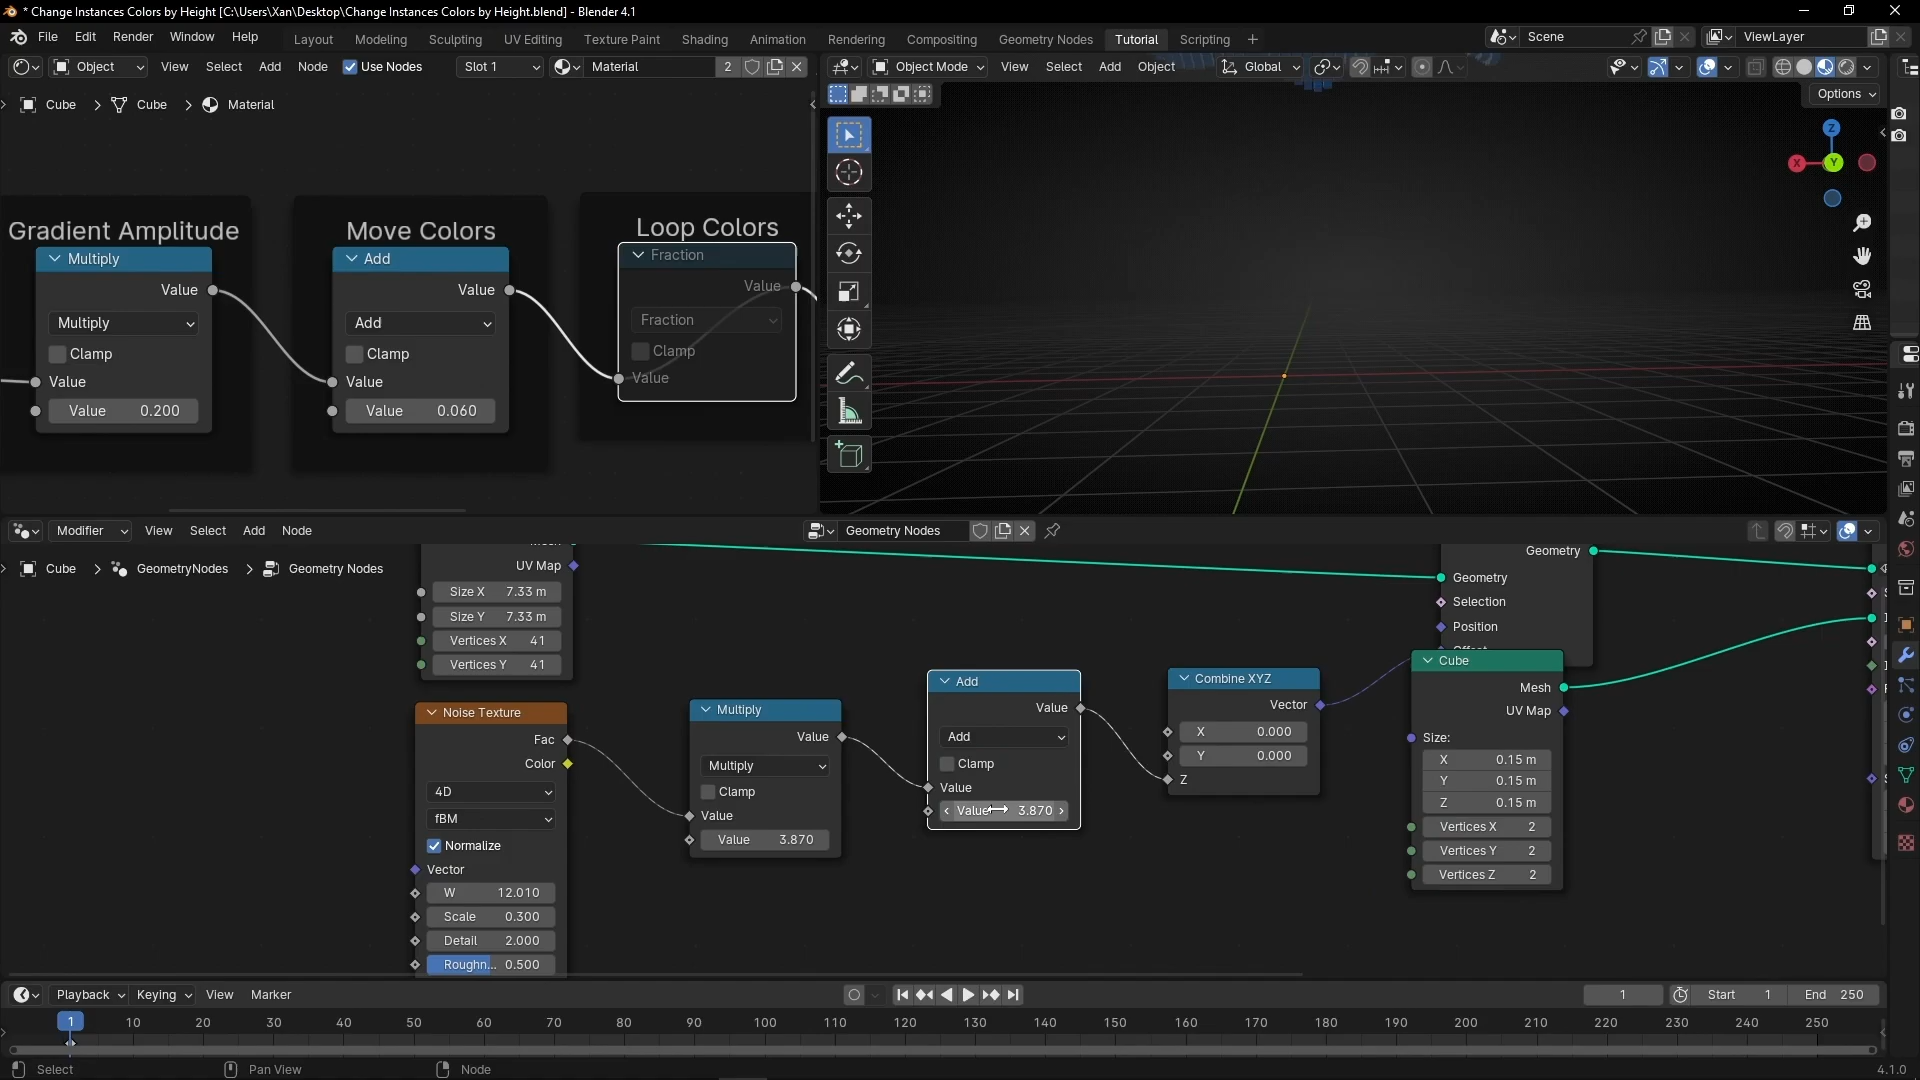 * Change Instances Colors by Height [C:\Users\Xan\Desktop\Change Instances Colors by Height.blend] - Blender 4.1
File Edit Render Window Help Layout Modeling Sculpting UV Editing Texture Paint Shading Animation Rendering Compositing Geometry Nodes Tutorial Scripting + Scene ViewLayer
Object View Select Add Node Use Nodes Slot 1 Material 2
Object Mode View Select Add Object Global
Options
Cube > Cube > Material
Gradient Amplitude
Multiply
Value
Multiply
Clamp
Value
Value 0.200
Move Colors
Add
Value
Add
Clamp
Value
Value 0.060
Loop Colors
Fraction
Value
Fraction
Clamp
Value
Z
X
Y
Modifier View Select Add Node Geometry Nodes
Cube > GeometryNodes > Geometry Nodes
UV Map
Size X 7.33 m
Size Y 7.33 m
Vertices X 41
Vertices Y 41
Noise Texture
Fac
Color
4D
fBM
Normalize
Vector
W 12.010
Scale 0.300
Detail 2.000
Roughn... 0.500
Multiply
Value
Multiply
Clamp
Value
Value 3.870
Add
Value
Add
Clamp
Value
Value 3.870
Combine XYZ
Vector
X 0.000
Y 0.000
Z
Geometry
Geometry
Selection
Position
Cube
Mesh
UV Map
Size:
X 0.15 m
Y 0.15 m
Z 0.15 m
Vertices X 2
Vertices Y 2
Vertices Z 2
Playback Keying View Marker 1 Start 1 End 250
1 10 20 30 40 50 60 70 80 90 100 110 120 130 140 150 160 170 180 190 200 210 220 230 240 250
Select Pan View Node 4.1.0